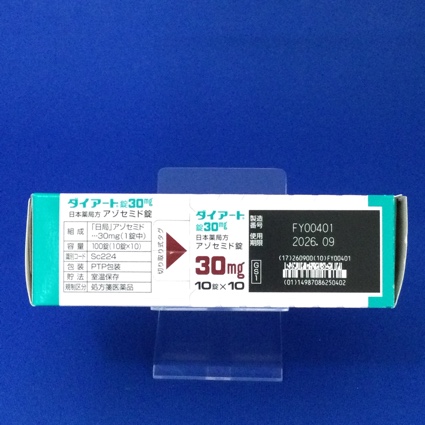 ダイアート錠30mg
日本薬局方
アゾセミド錠
組成 「日局」アゾセミド
…30mg(1錠中)
容量 100錠(10錠×10)
識別コード Sc224
包装 PTP包装
貯法 室温保存
規制区分 処方箋医薬品
切り取り式タグ
ダイアート
錠30mg
日本薬局方
アゾセミド錠
30mg
10錠×10
製造番号 FY00401
使用期限 2026.09
GS1
(17)260900(10)FY00401
(01)14987086250402